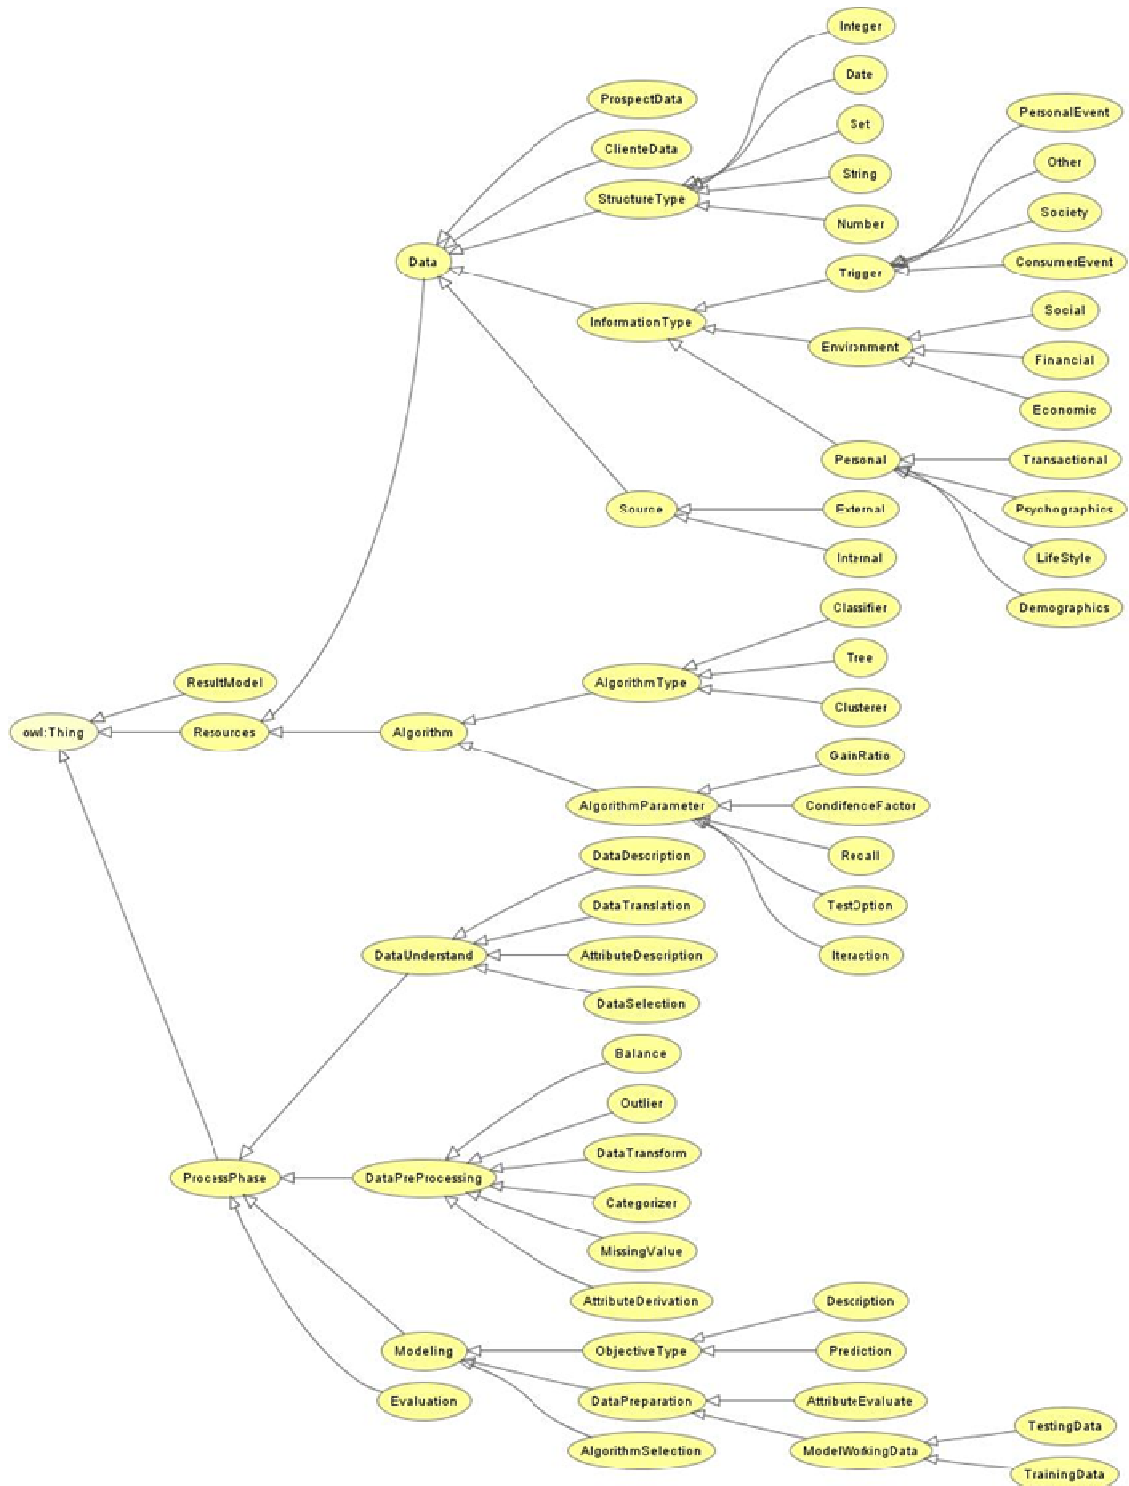 Integer
Date
ProspectData
PersonalEvent
Set
ClienteData
Other
String
StructureType
Society
Number
Data
ConsumerEvent
Trigger
Social
InformationType
Environment
Financial
Economic
Personal
Transactional
Source
External
Psychographics
Internal
LifeStyle
Classifier
Demographics
Tree
ResultModel
AlgorithmType
Clusterer
owl:Thing
Resources
Algorithm
GainRatio
AlgorithmParameter
CondifenceFactor
DataDescription
Recall
DataTranslation
TestOption
DataUnderstand
AttributeDescription
Iteraction
DataSelection
Balance
Outlier
DataTransform
ProcessPhase
DataPreProcessing
Categorizer
MissingValue
AttributeDerivation
Description
Modeling
ObjectiveType
Prediction
Evaluation
DataPreparation
AttributeEvaluate
TestingData
AlgorithmSelection
ModelWorkingData
TrainingData